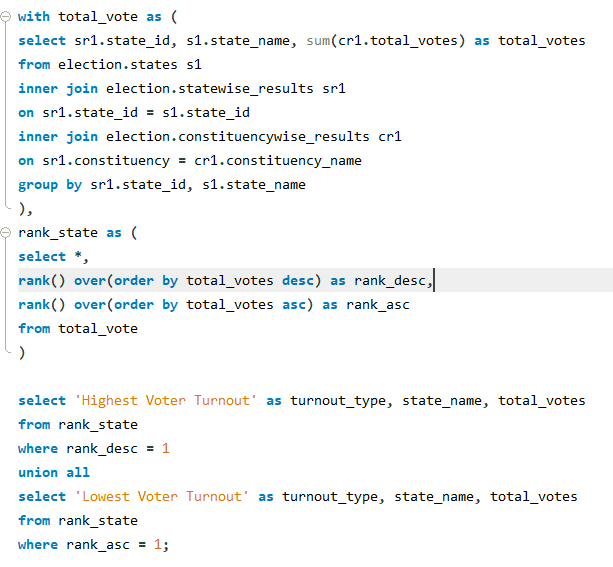 with total_vote as (
select sr1.state_id, s1.state_name, sum(cr1.total_votes) as total_votes
from election.states s1
inner join election.statewise_results sr1
on sr1.state_id = s1.state_id
inner join election.constituencywise_results cr1
on sr1.constituency = cr1.constituency_name
group by sr1.state_id, s1.state_name
),
rank_state as (
select *,
rank() over(order by total_votes desc) as rank_desc,
rank() over(order by total_votes asc) as rank_asc
from total_vote
)
select 'Highest Voter Turnout' as turnout_type, state_name, total_votes
from rank_state
where rank_desc = 1
union all
select 'Lowest Voter Turnout' as turnout_type, state_name, total_votes
from rank_state
where rank_asc = 1;